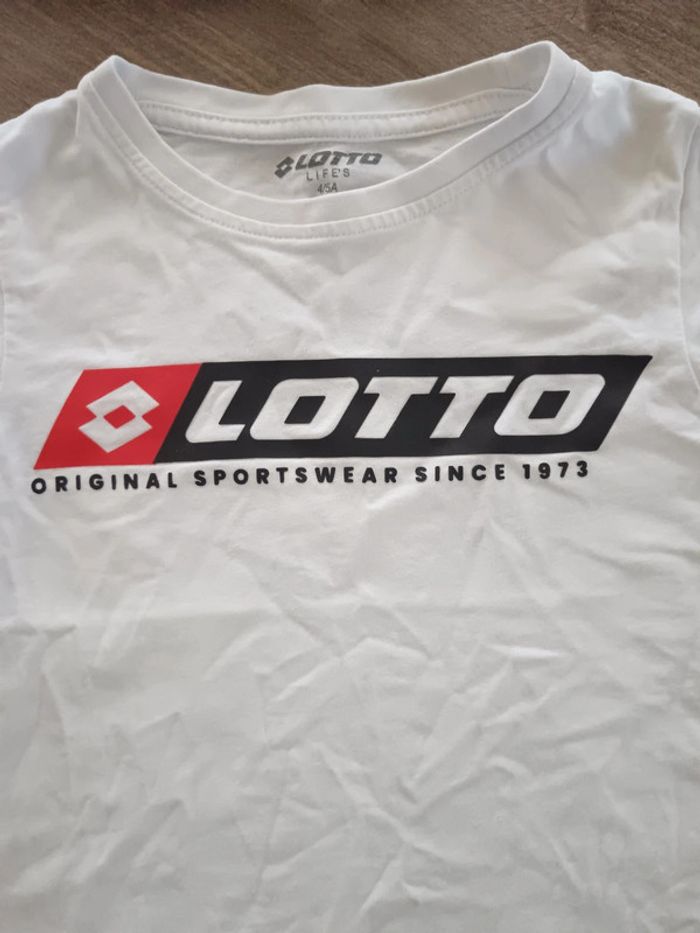 LOTTO
LIFE'S
4/5A
LOTTO
ORIGINAL SPORTSWEAR SINCE 1973